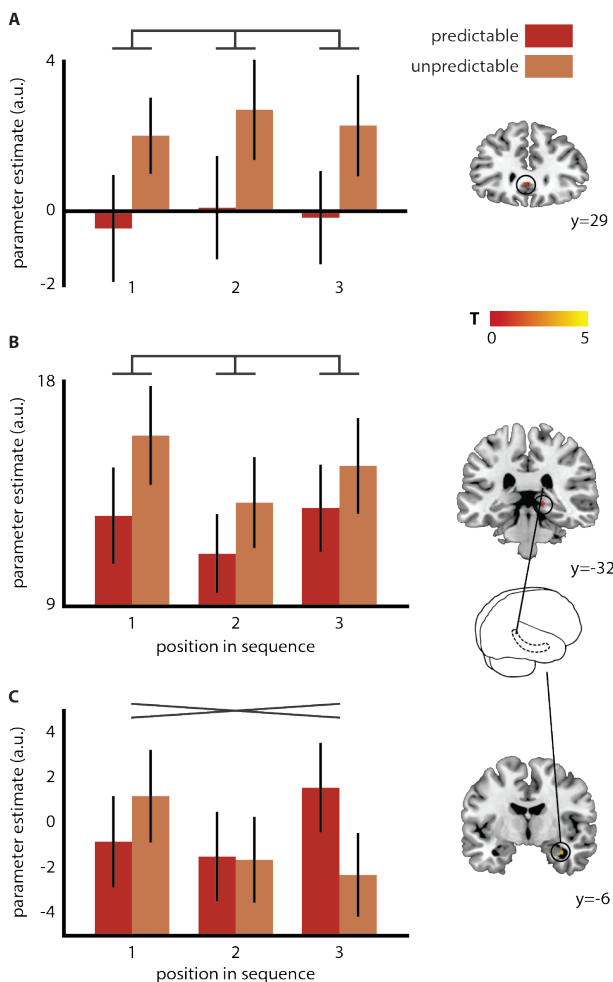 A
predictable
unpredictable
parameter estimate (a.u.)
4
2
0
-2
1 2 3
y=29
T
0 5
B
parameter estimate (a.u.)
18
9
1 2 3
position in sequence
y=-32
C
parameter estimate (a.u.)
4
2
0
-2
-4
1 2 3
position in sequence
y=-6